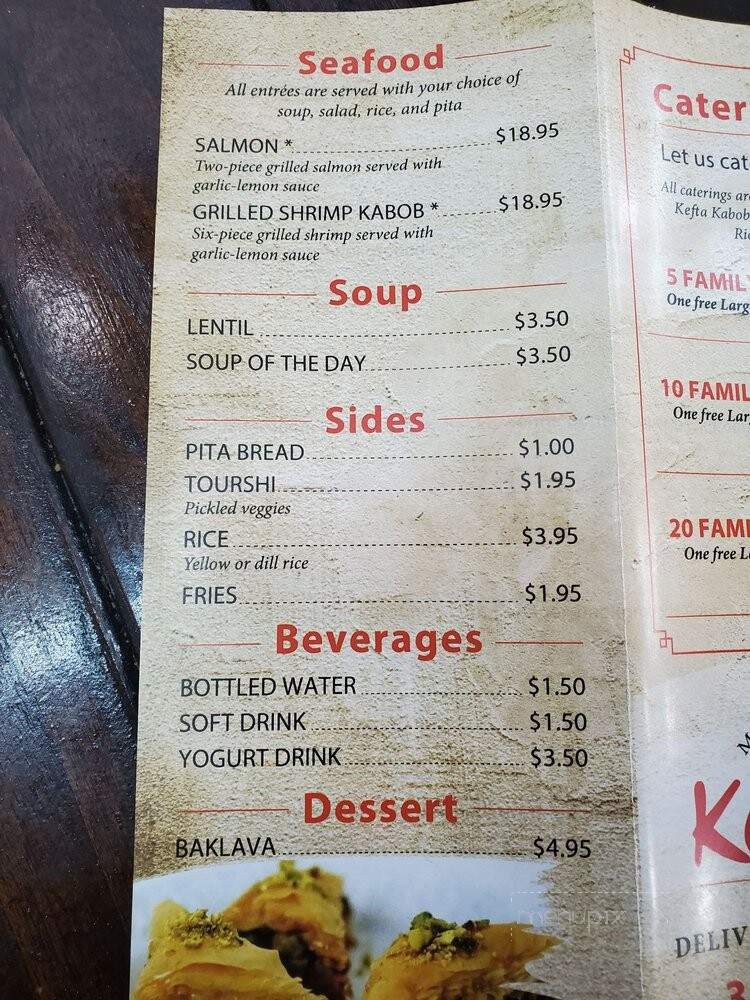 Seafood
All entrées are served with your choice of
soup, salad, rice, and pita
SALMON * $18.95
Two-piece grilled salmon served with
garlic-lemon sauce
GRILLED SHRIMP KABOB * $18.95
Six-piece grilled shrimp served with
garlic-lemon sauce
Soup
LENTIL $3.50
SOUP OF THE DAY $3.50
Sides
PITA BREAD $1.00
TOURSHI $1.95
Pickled veggies
RICE $3.95
Yellow or dill rice
FRIES $1.95
Beverages
BOTTLED WATER $1.50
SOFT DRINK $1.50
YOGURT DRINK $3.50
Dessert
BAKLAVA $4.95
menupix
Cater
Let us cat
All caterings ar
Kefta Kabob
Ri
5 FAMIL
One free Larg
10 FAMIL
One free Lar
20 FAMI
One free L
M
K
DELIV
3